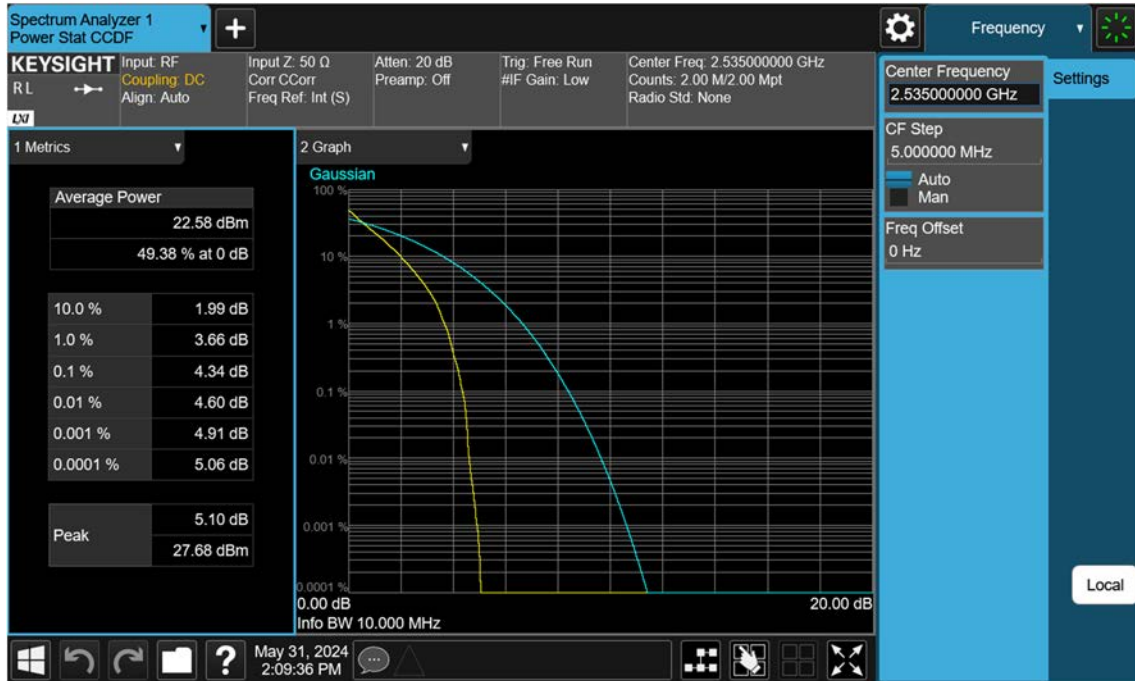 Spectrum Analyzer 1
Power Stat CCDF
Frequency
KEYSIGHT
R L
LXI
Input: RF
Coupling: DC
Align: Auto
Input Z: 50 Ω
Corr CCorr
Freq Ref: Int (S)
Atten: 20 dB
Preamp: Off
Trig: Free Run
#IF Gain: Low
Center Freq: 2.535000000 GHz
Counts: 2.00 M/2.00 Mpt
Radio Std: None
Center Frequency
2.535000000 GHz
Settings
CF Step
5.000000 MHz
Auto
Man
Freq Offset
0 Hz
Local
1 Metrics
Average Power
22.58 dBm
49.38 % at 0 dB
10.0 % 1.99 dB
1.0 % 3.66 dB
0.1 % 4.34 dB
0.01 % 4.60 dB
0.001 % 4.91 dB
0.0001 % 5.06 dB
Peak
5.10 dB
27.68 dBm
2 Graph
Gaussian
100 %
10 %
1 %
0.1 %
0.01 %
0.001 %
0.0001 %
0.00 dB 20.00 dB
Info BW 10.000 MHz
?
May 31, 2024
2:09:36 PM